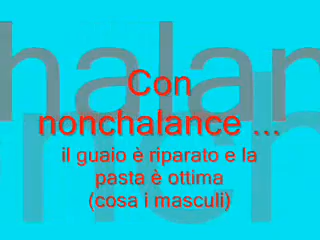 Con
nonchalance ...
il guaio è riparato e la
pasta è ottima
(cosa i masculi)